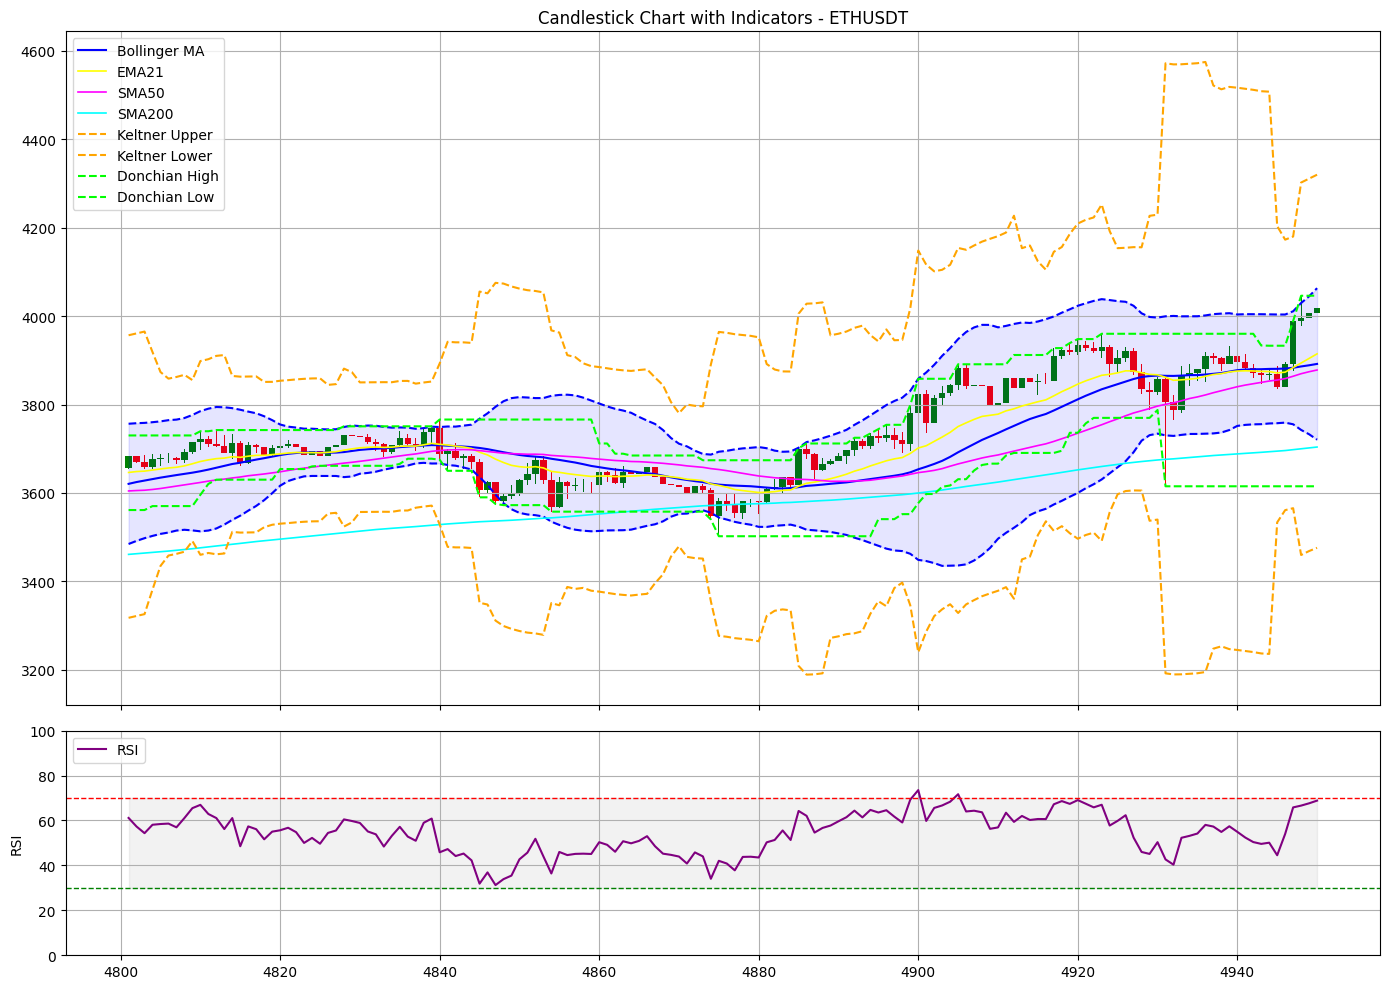 Candlestick Chart with Indicators - ETHUSDT
Bollinger MA
EMA21
SMA50
SMA200
Keltner Upper
Keltner Lower
Donchian High
Donchian Low
4600
4400
4200
4000
3800
3600
3400
3200
RSI
100
80
60
40
20
0
RSI
4800
4820
4840
4860
4880
4900
4920
4940